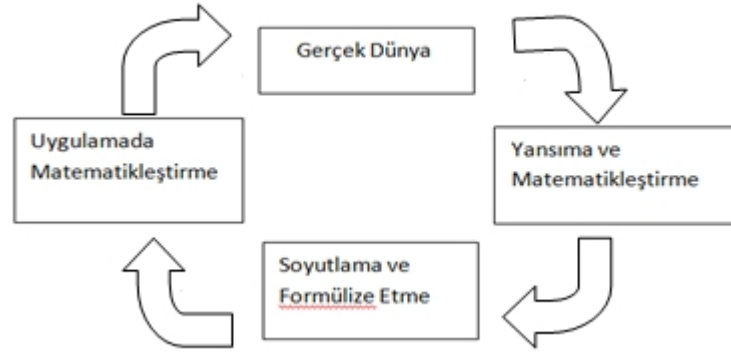 Gerçek Dünya
Uygulamada
Matematikleştirme
Yansıma ve
Matematikleştirme
Soyutlama ve
Formülize Etme